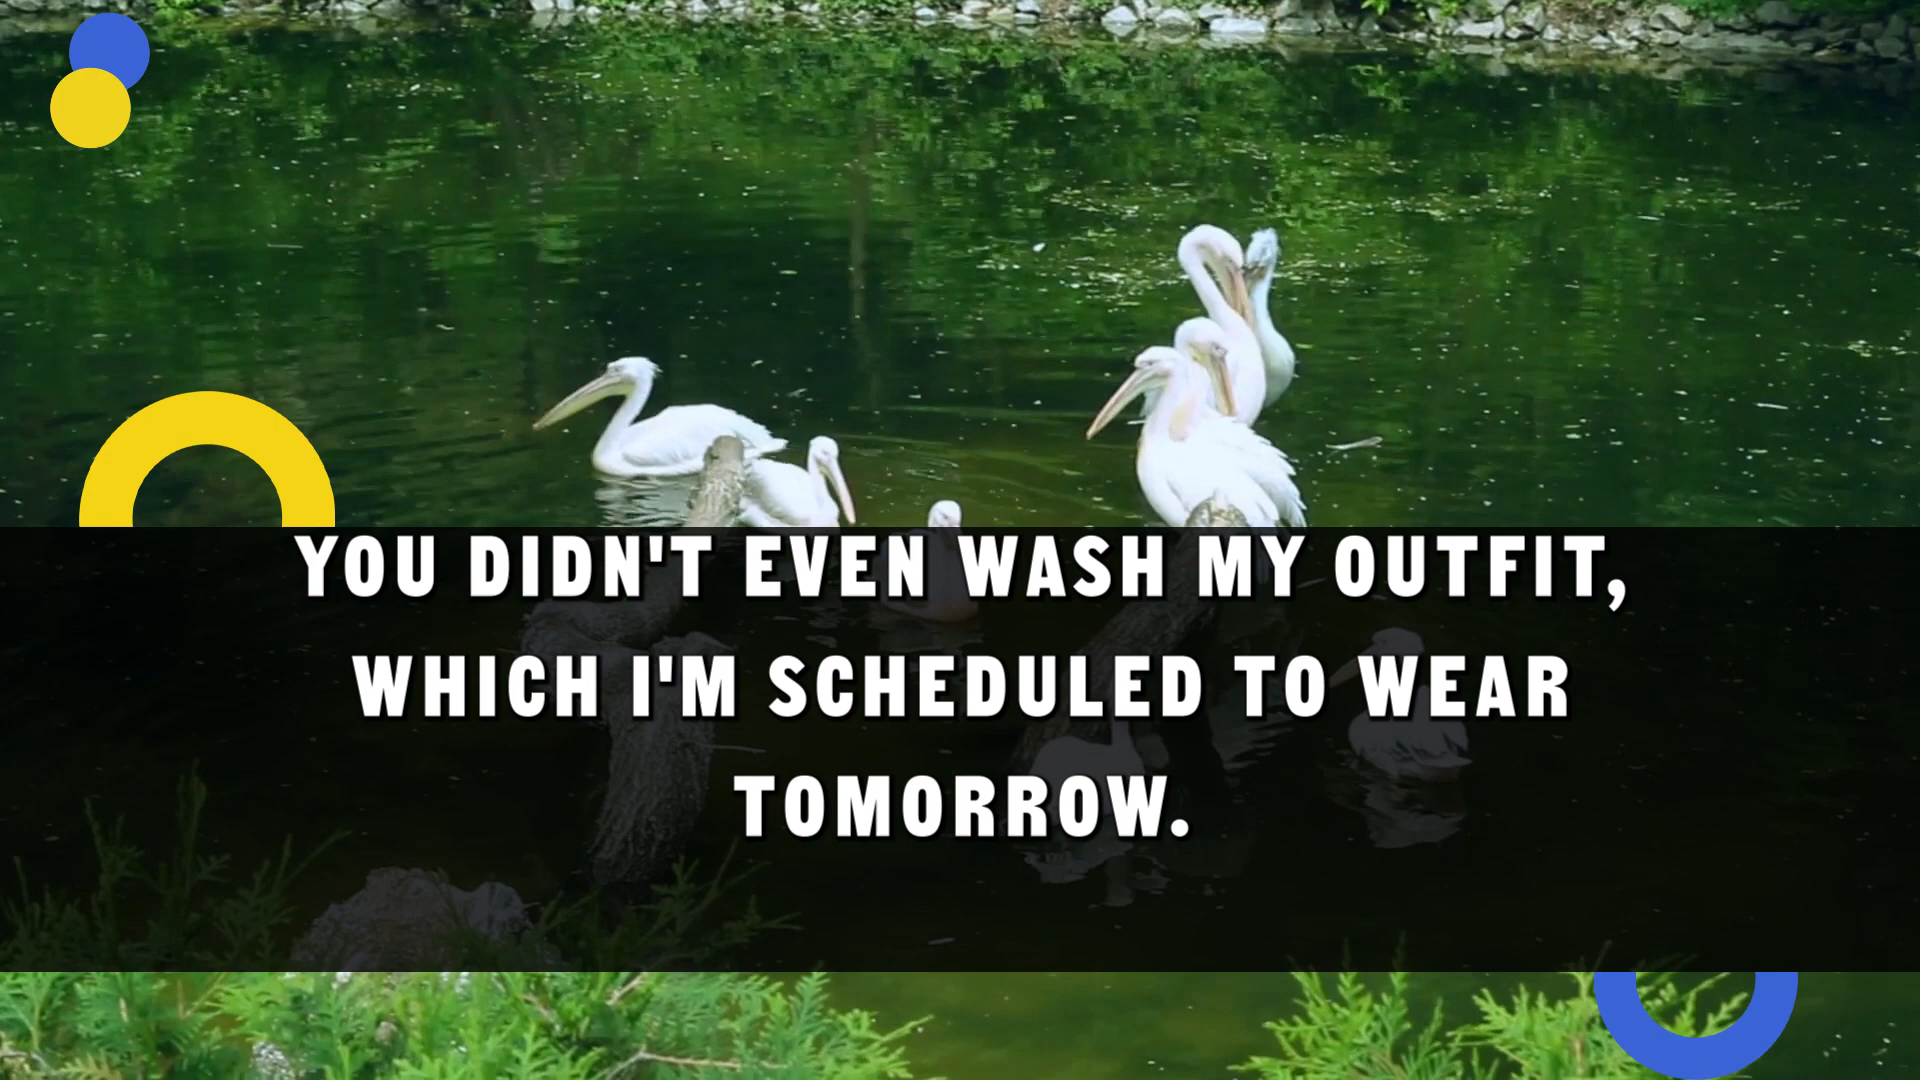 YOU DIDN'T EVEN WASH MY OUTFIT,
WHICH I'M SCHEDULED TO WEAR
TOMORROW.